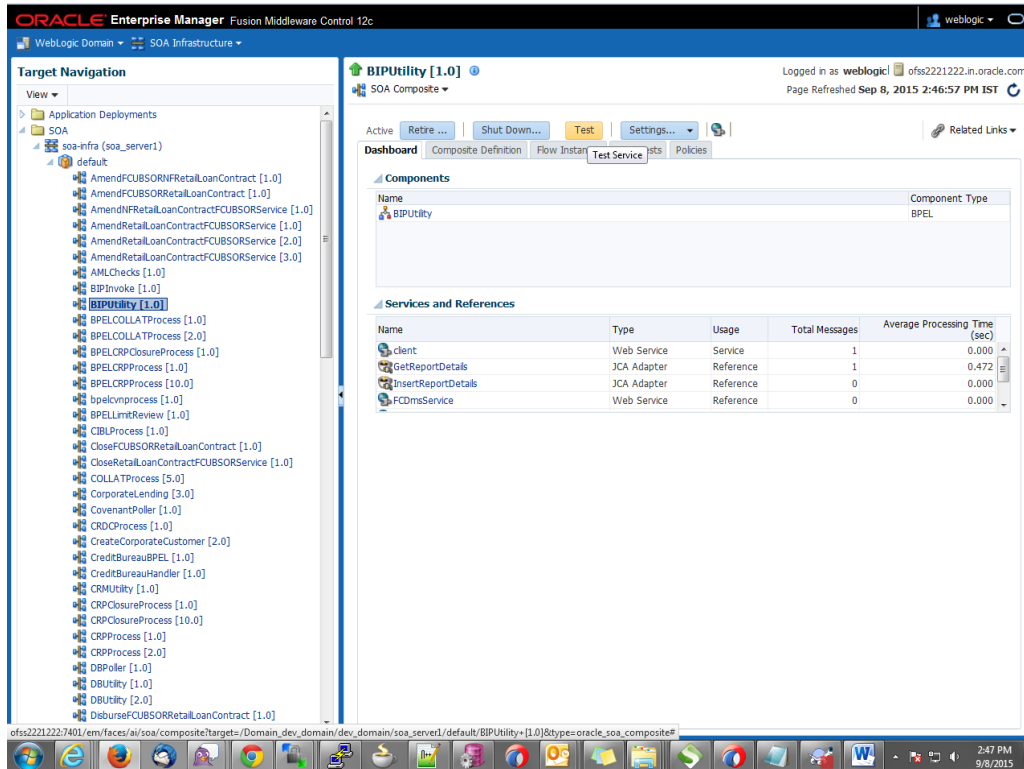 ORACLE Enterprise Manager Fusion Middleware Control 12c
weblogic
WebLogic Domain SOA Infrastructure
Target Navigation
View
Application Deployments
SOA
soa-infra (soa_server1)
default
AmendFCUBSORNFRetailLoanContract [1.0]
AmendFCUBSORRetailLoanContract [1.0]
AmendNFRetailLoanContractFCUBSORService [1.0]
AmendRetailLoanContractFCUBSORService [1.0]
AmendRetailLoanContractFCUBSORService [2.0]
AmendRetailLoanContractFCUBSORService [3.0]
AMLChecks [1.0]
BIPInvoke [1.0]
BIPUtility [1.0]
BPELCOLLATProcess [1.0]
BPELCOLLATProcess [2.0]
BPELCRPClosureProcess [1.0]
BPELCRPProcess [1.0]
BPELCRPProcess [10.0]
bpelcvnprocess [1.0]
BPELLimitReview [1.0]
CIBLProcess [1.0]
CloseFCUBSORRetailLoanContract [1.0]
CloseRetailLoanContractFCUBSORService [1.0]
COLLATProcess [5.0]
CorporateLending [3.0]
CovenantPoller [1.0]
CRDCProcess [1.0]
CreateCorporateCustomer [2.0]
CreditBureauBPEL [1.0]
CreditBureauHandler [1.0]
CRMUtility [1.0]
CRPClosureProcess [1.0]
CRPClosureProcess [10.0]
CRPProcess [1.0]
CRPProcess [2.0]
DBPoller [1.0]
DBUtility [1.0]
DBUtility [2.0]
DisburseFCUBSORRetailLoanContract [1.0]
BIPUtility [1.0]
SOA Composite
Logged in as weblogic| ofss2221222.in.oracle.com
Page Refreshed Sep 8, 2015 2:46:57 PM IST
Active Retire ... Shut Down... Test Settings... Related Links
Dashboard Composite Definition Flow Instan ests Policies
Test Service
Components
Name Component Type
BIPUtility BPEL
Services and References
Name Type Usage Total Messages Average Processing Time (sec)
client Web Service Service 1 0.000
GetReportDetails JCA Adapter Reference 1 0.472
InsertReportDetails JCA Adapter Reference 0 0.000
FCDmsService Web Service Reference 0 0.000
ofss2221222:7401/em/faces/ai/soa/composite?target=/Domain_dev_domain/dev_domain/soa_server1/default/BIPUtility+[1.0]&type=oracle_soa_composite#
2:47 PM
9/8/2015